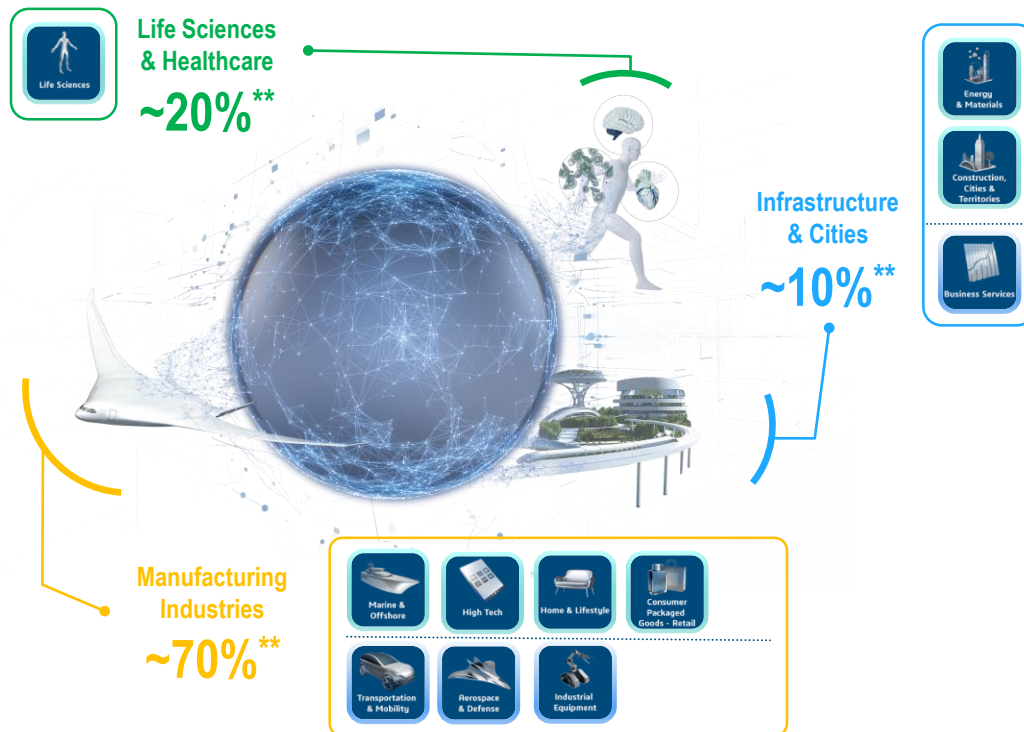 Life Sciences
Life Sciences
& Healthcare
~20%**
Energy
& Materials
Construction,
Cities &
Territories
Business Services
Infrastructure
& Cities
~10%**
Manufacturing
Industries
~70%**
Marine &
Offshore
High Tech
Home & Lifestyle
Consumer
Packaged
Goods - Retail
Transportation
& Mobility
Aerospace
& Defense
Industrial
Equipment